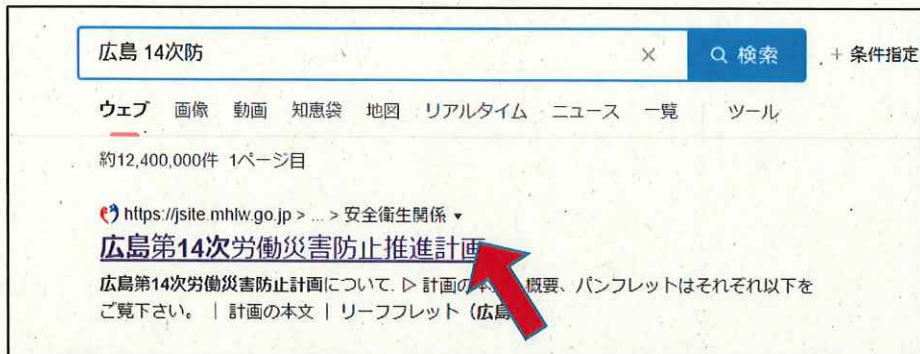 広島 14次防 × 検索 + 条件指定
ウェブ 画像 動画 知恵袋 地図 リアルタイム ニュース 一覧 ツール
約12,400,000件 1ページ目
https://jsite.mhlw.go.jp > ... > 安全衛生関係 ▼
広島第14次労働災害防止推進計画
広島第14次労働災害防止計画について. ▷ 計画の 概要、パンフレットはそれぞれ以下を
ご覧下さい。 | 計画の本文 | リーフフレット（広島